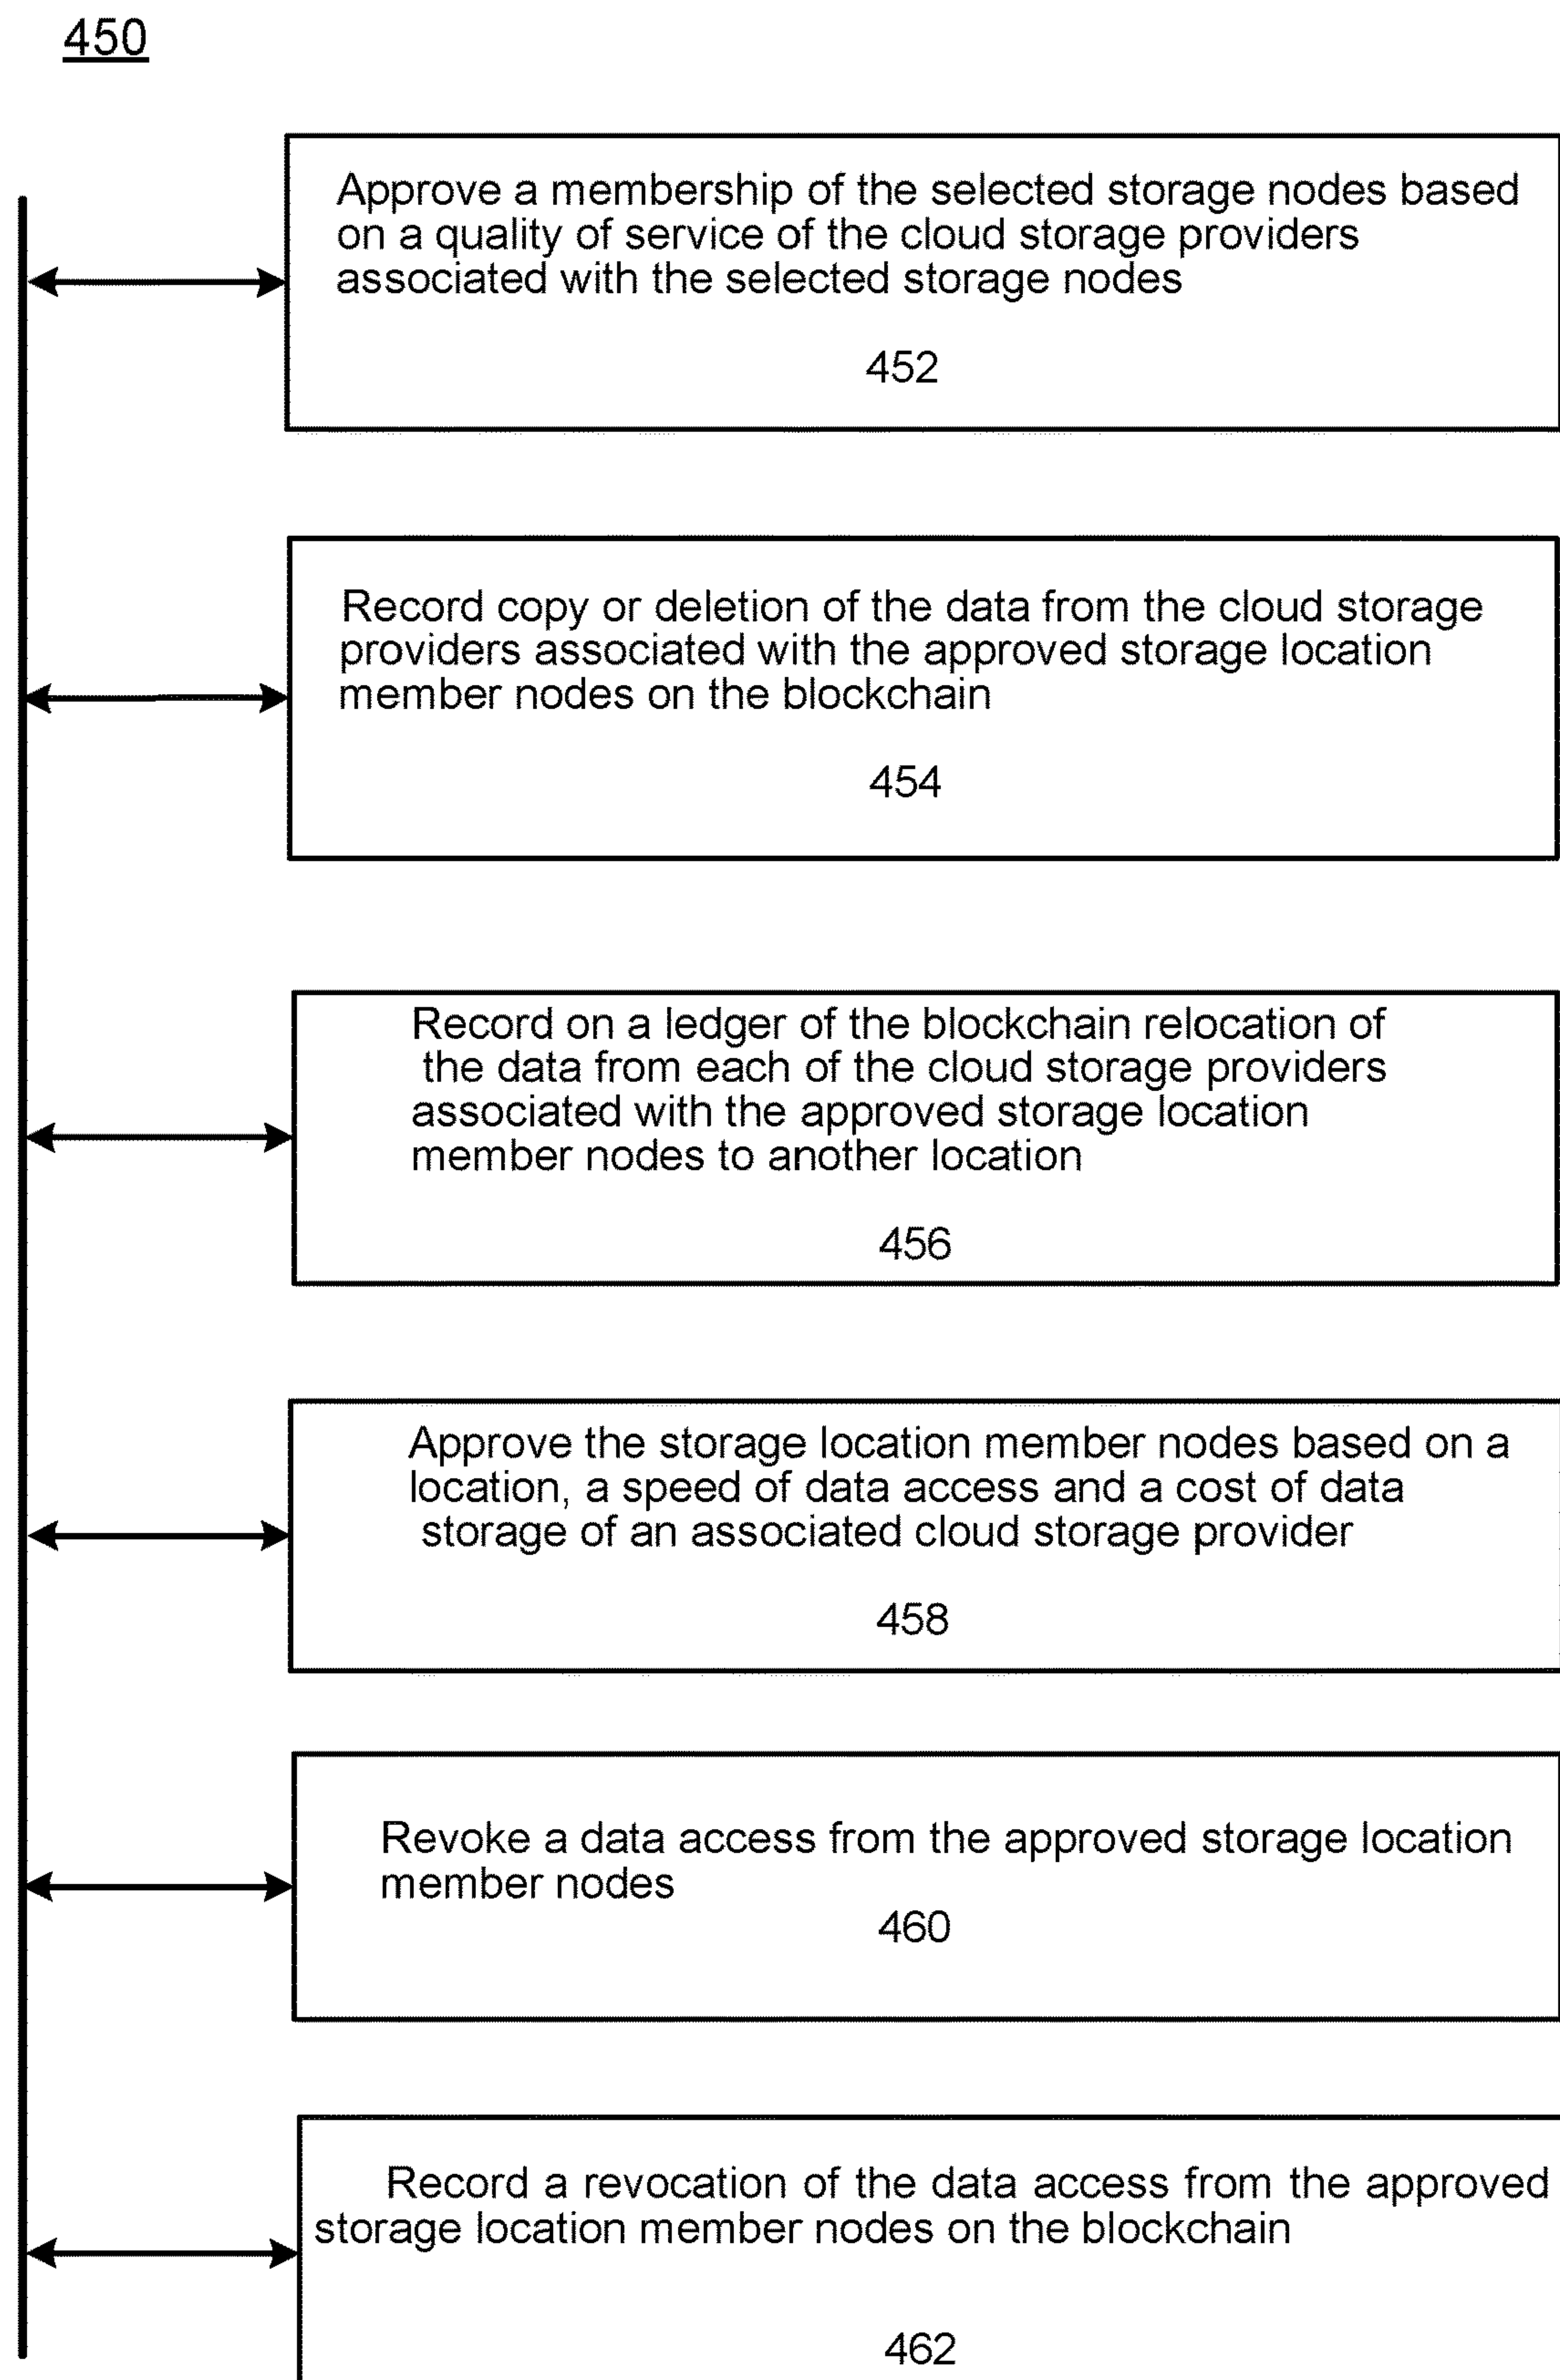 450
Approve a membership of the selected storage nodes based
on a quality of service of the cloud storage providers
associated with the selected storage nodes
452
Record copy or deletion of the data from the cloud storage
providers associated with the approved storage location
member nodes on the blockchain
454
Record on a ledger of the blockchain relocation of
the data from each of the cloud storage providers
associated with the approved storage location
member nodes to another location
456
Approve the storage location member nodes based on a
location, a speed of data access and a cost of data
storage of an associated cloud storage provider
458
Revoke a data access from the approved storage location
member nodes
460
Record a revocation of the data access from the approved
storage location member nodes on the blockchain
462